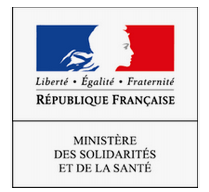 Liberté • Égalité • Fraternité
RÉPUBLIQUE FRANÇAISE
MINISTÈRE
DES SOLIDARITÉS
ET DE LA SANTÉ